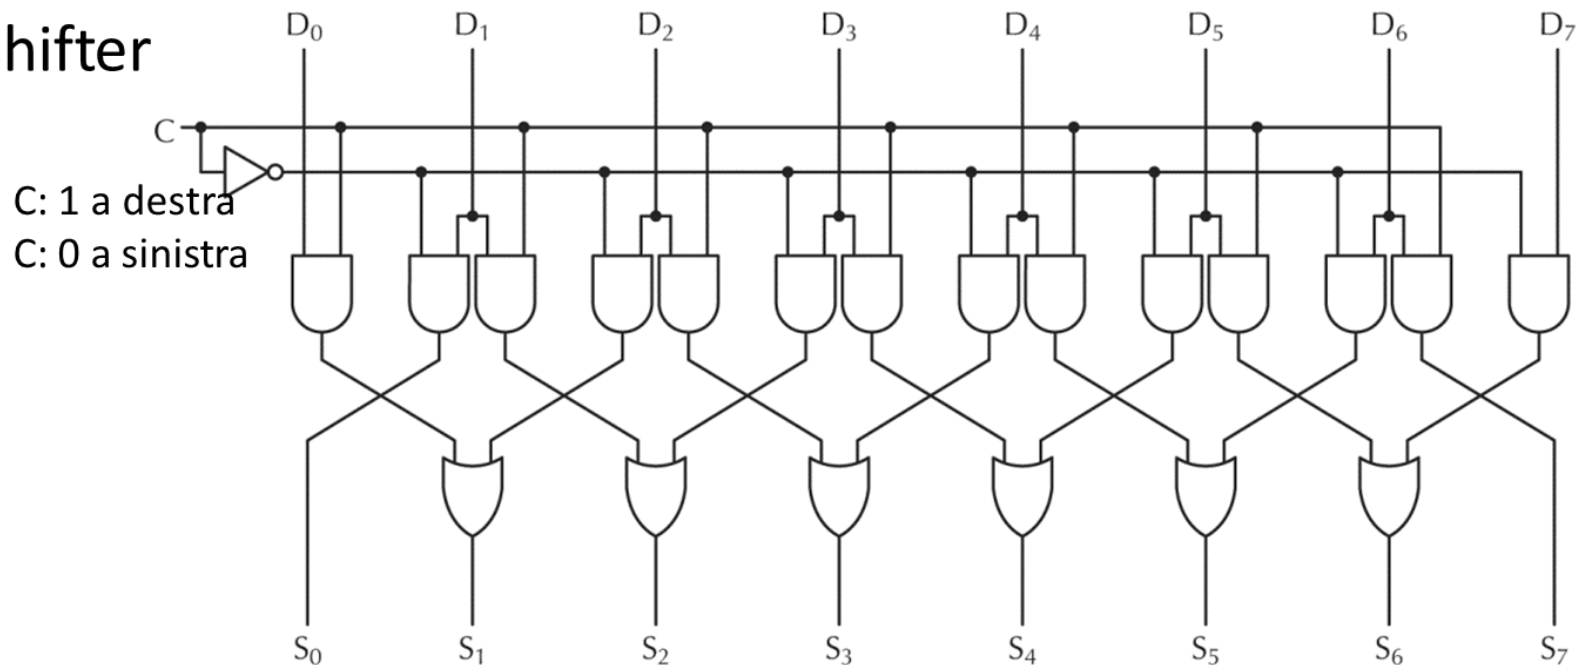 hifter
D₀ D₁ D₂ D₃ D₄ D₅ D₆ D₇
C
C: 1 a destra
C: 0 a sinistra
S₀ S₁ S₂ S₃ S₄ S₅ S₆ S₇